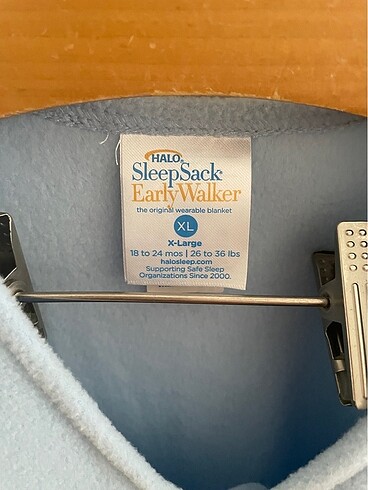 HALO®
SleepSack®
EarlyWalker
the original wearable blanket
XL
X-Large
18 to 24 mos | 26 to 36 lbs
halosleep.com
Supporting Safe Sleep
Organizations Since 2000.